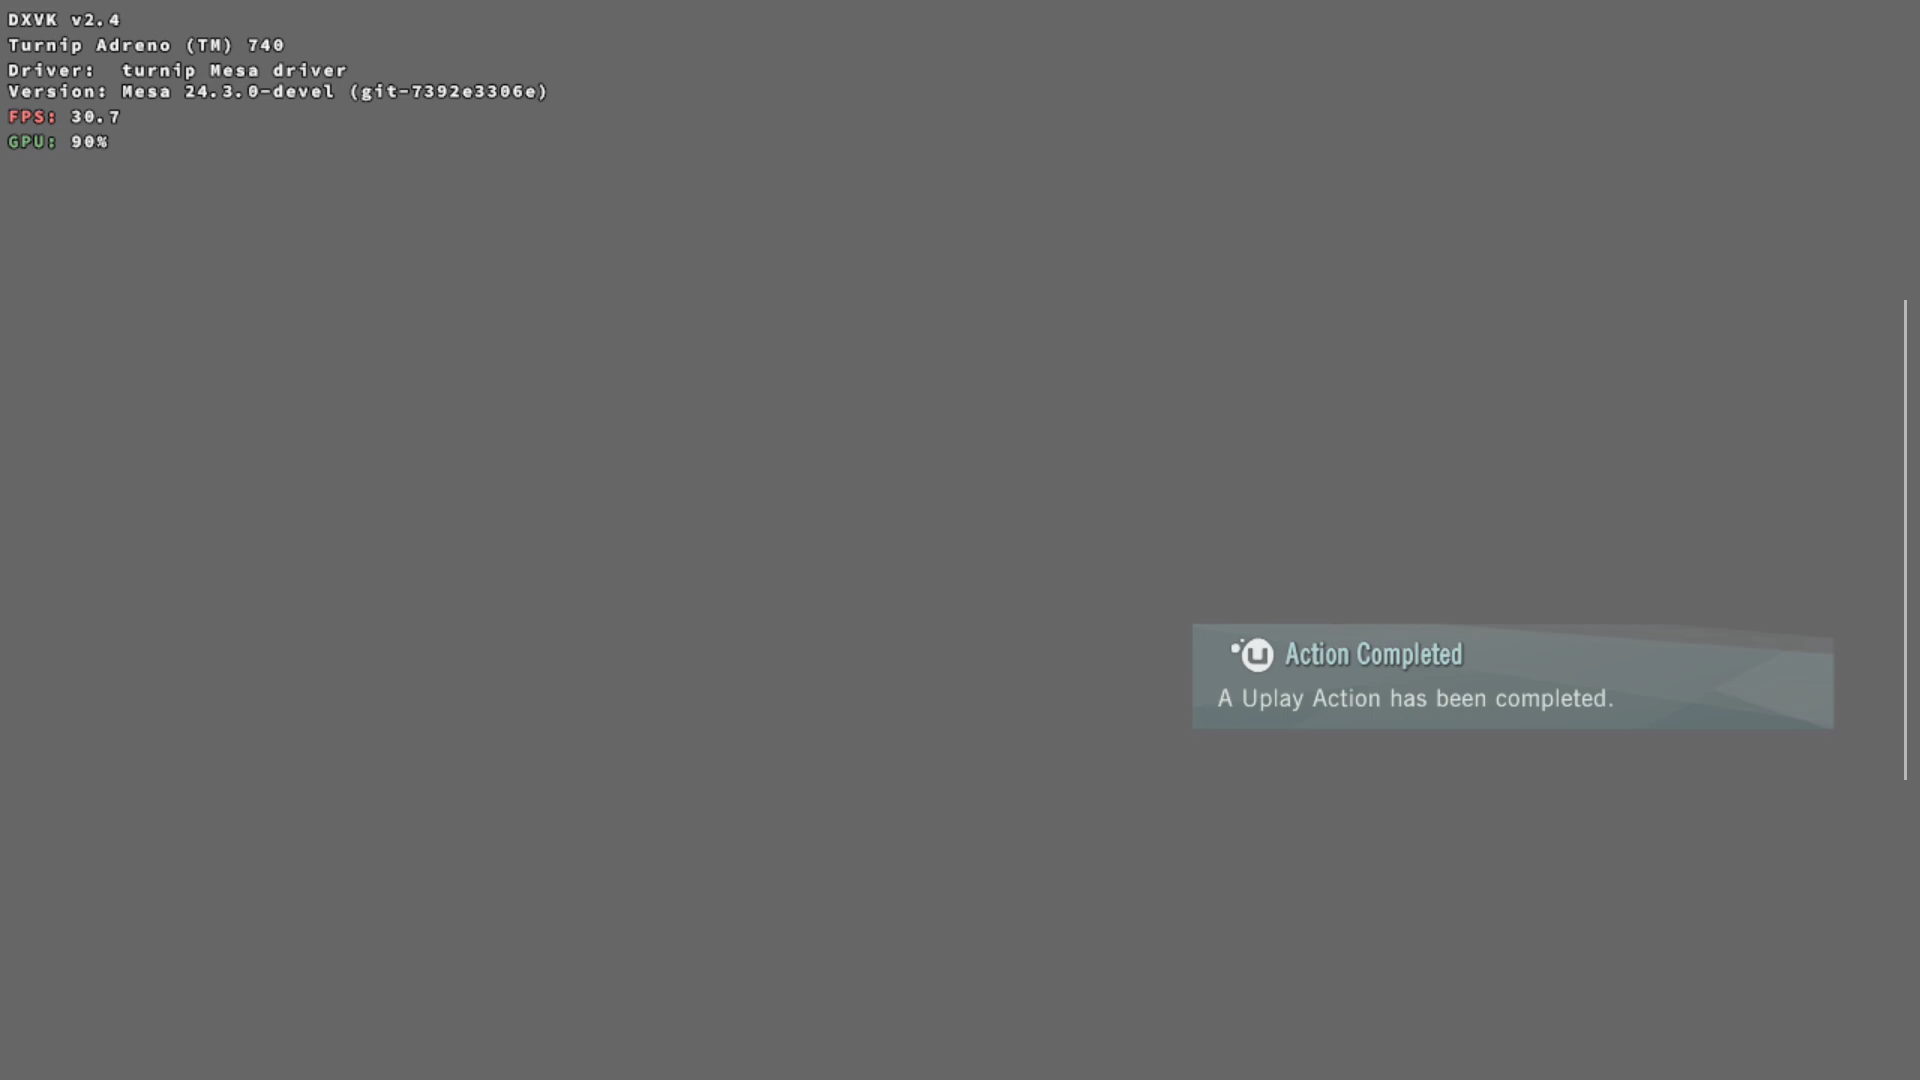 DXVK v2.4
Turnip Adreno (TM) 740
Driver:  turnip Mesa driver
Version: Mesa 24.3.0-devel (git-7392e3306e)
FPS: 30.7
GPU: 90%
Action Completed
A Uplay Action has been completed.